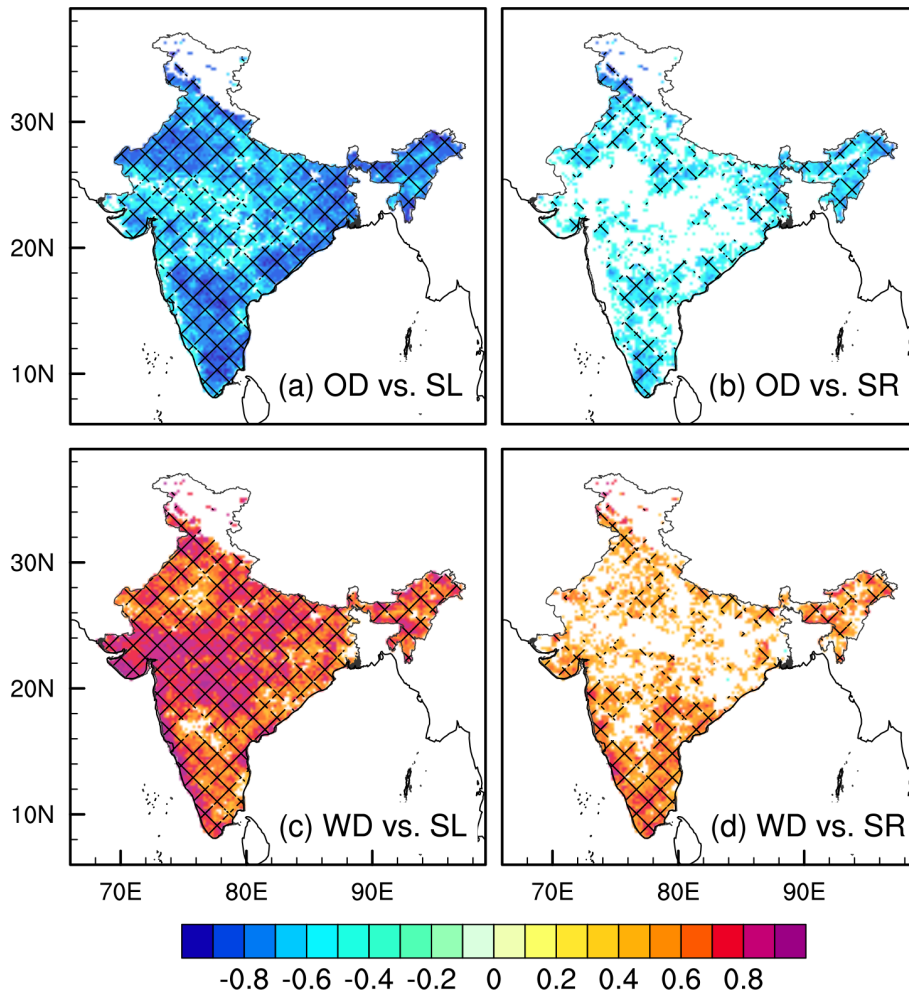 30N
20N
10N
(a) OD vs. SL
(b) OD vs. SR
30N
20N
10N
(c) WD vs. SL
(d) WD vs. SR
70E 80E 90E 70E 80E 90E
-0.8 -0.6 -0.4 -0.2 0 0.2 0.4 0.6 0.8